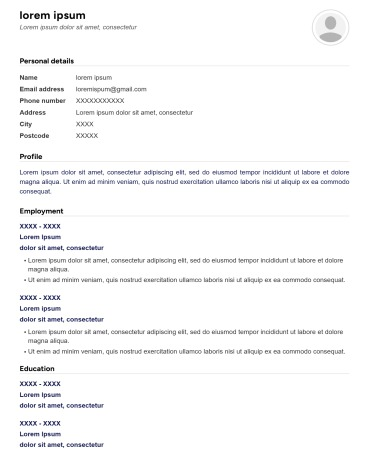 lorem ipsum
Lorem ipsum dolor sit amet, consectetur
Personal details
Name lorem ipsum
Email address loremispum@gmail.com
Phone number XXXXXXXXXXX
Address Lorem ipsum dolor sit amet, consectetur
City XXXX
Postcode XXXXX
Profile
Lorem ipsum dolor sit amet, consectetur adipiscing elit, sed do eiusmod tempor incididunt ut labore et dolore
magna aliqua. Ut enim ad minim veniam, quis nostrud exercitation ullamco laboris nisi ut aliquip ex ea commodo
consequat.
Employment
XXXX - XXXX
Lorem Ipsum
dolor sit amet, consectetur
• Lorem ipsum dolor sit amet, consectetur adipiscing elit, sed do eiusmod tempor incididunt ut labore et dolore
magna aliqua.
• Ut enim ad minim veniam, quis nostrud exercitation ullamco laboris nisi ut aliquip ex ea commodo consequat.
XXXX - XXXX
Lorem ipsum
dolor sit amet, consectetur
• Lorem ipsum dolor sit amet, consectetur adipiscing elit, sed do eiusmod tempor incididunt ut labore et dolore
magna aliqua.
• Ut enim ad minim veniam, quis nostrud exercitation ullamco laboris nisi ut aliquip ex ea commodo consequat.
Education
XXXX - XXXX
Lorem Ipsum
dolor sit amet, consectetur
XXXX - XXXX
Lorem Ipsum
dolor sit amet, consectetur